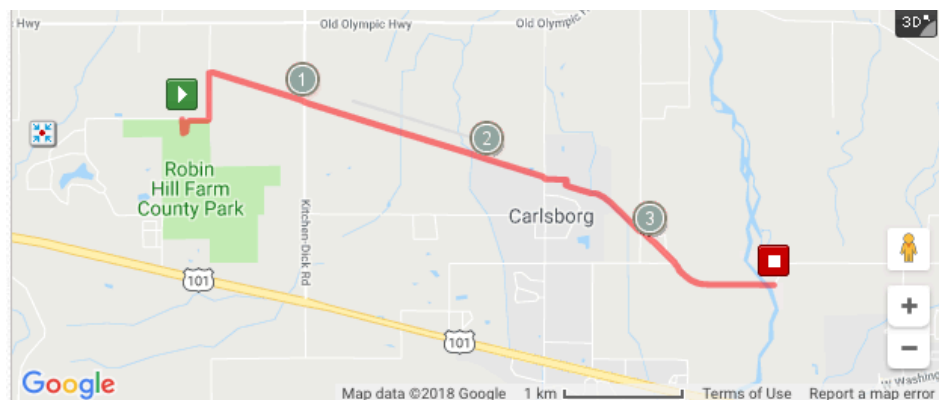 Hwy
Old Olympic Hwy
Old Olympic
3D
1
2
Robin
Hill Farm
County Park
Kitchen-Dick Rd
Carlsborg
3
101
101
Google
Map data ©2018 Google
1 km
Terms of Use
Report a map error
W Washing